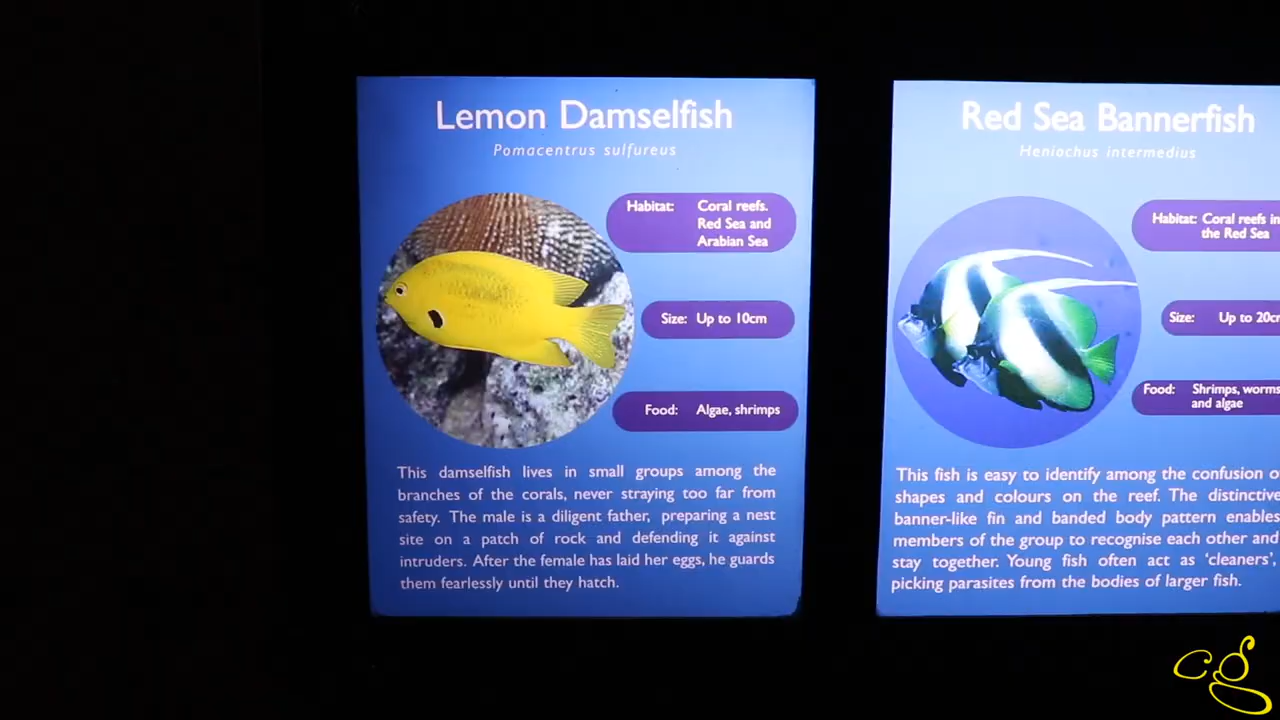 Lemon Damselfish
Pomacentrus sulfureus
Habitat: Coral reefs.
Red Sea and
Arabian Sea
Size: Up to 10cm
Food: Algae, shrimps
This damselfish lives in small groups among the
branches of the corals, never straying too far from
safety. The male is a diligent father, preparing a nest
site on a patch of rock and defending it against
intruders. After the female has laid her eggs, he guards
them fearlessly until they hatch.
Red Sea Bannerfish
Heniochus intermedius
Habitat: Coral reefs in
the Red Sea
Size: Up to 20c
Food: Shrimps, worms
and algae
This fish is easy to identify among the confusion o
shapes and colours on the reef. The distinctive
banner-like fin and banded body pattern enables
members of the group to recognise each other and
stay together. Young fish often act as ‘cleaners’,
picking parasites from the bodies of larger fish.
cg